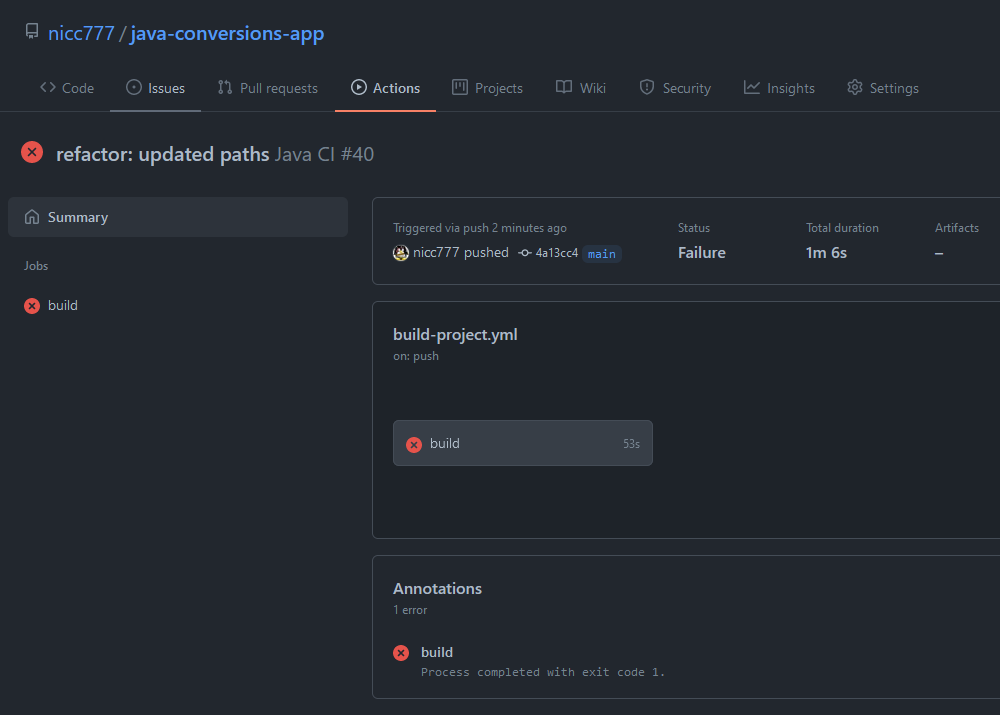 nicc777 / java-conversions-app
Code Issues Pull requests Actions Projects Wiki Security Insights Settings
refactor: updated paths Java CI #40
Summary
Jobs
build
Triggered via push 2 minutes ago
nicc777 pushed 4a13cc4 main
Status
Failure
Total duration
1m 6s
Artifacts
–
build-project.yml
on: push
build 53s
Annotations
1 error
build
Process completed with exit code 1.